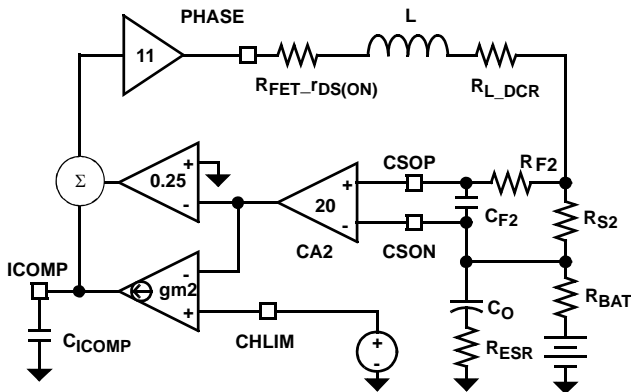 PHASE
L
11
RFET_rDS(ON)
RL_DCR
Σ
0.25
+
-
CSOP
RF2
20
+
-
CF2
RS2
CA2
CSON
ICOMP
gm2
-
+
CO
RBAT
CICOMP
CHLIM
+
-
RESR